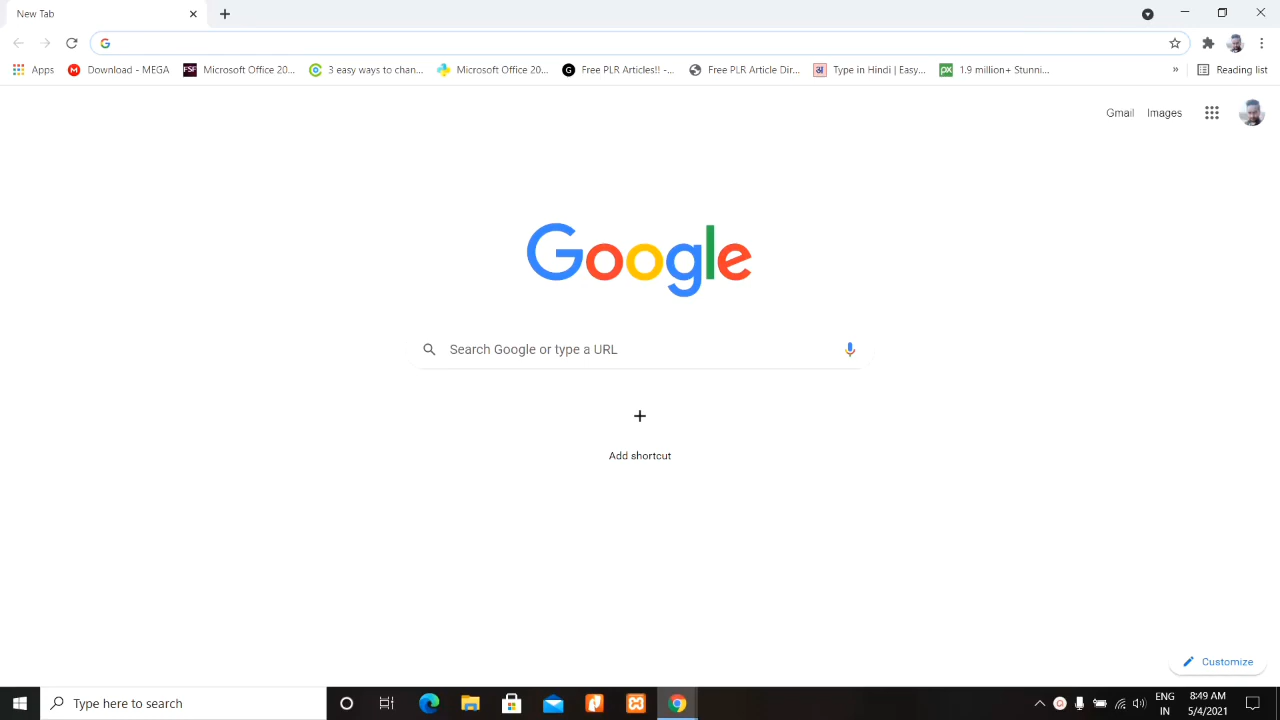 New Tab
Apps
Download - MEGA
FSF
Microsoft Office 20...
3 easy ways to chan...
Microsoft Office 20...
G
Free PLR Articles!! -...
Free PLR Article Dir...
अ
Type in Hindi | Easy...
px
1.9 million+ Stunni...
»
Reading list
Gmail
Images
Google
Search Google or type a URL
Add shortcut
Customize
Type here to search
ENG
IN
8:49 AM
5/4/2021